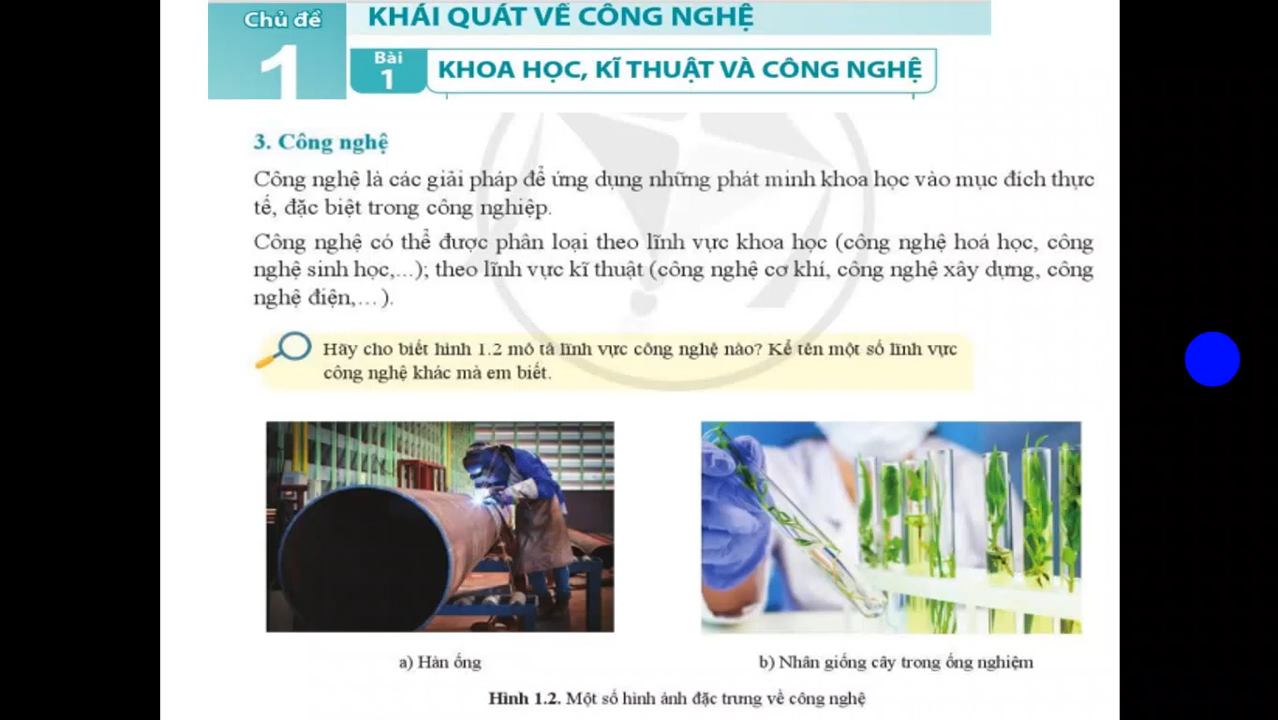 Chủ đề
1
KHÁI QUÁT VỀ CÔNG NGHỆ
Bài
1
KHOA HỌC, KĨ THUẬT VÀ CÔNG NGHỆ
3. Công nghệ
Công nghệ là các giải pháp để ứng dụng những phát minh khoa học vào mục đích thực
tế, đặc biệt trong công nghiệp.
Công nghệ có thể được phân loại theo lĩnh vực khoa học (công nghệ hoá học, công
nghệ sinh học,...); theo lĩnh vực kĩ thuật (công nghệ cơ khí, công nghệ xây dựng, công
nghệ điện,...).
Hãy cho biết hình 1.2 mô tả lĩnh vực công nghệ nào? Kể tên một số lĩnh vực
công nghệ khác mà em biết.
a) Hàn ống
b) Nhân giống cây trong ống nghiệm
Hình 1.2. Một số hình ảnh đặc trưng về công nghệ